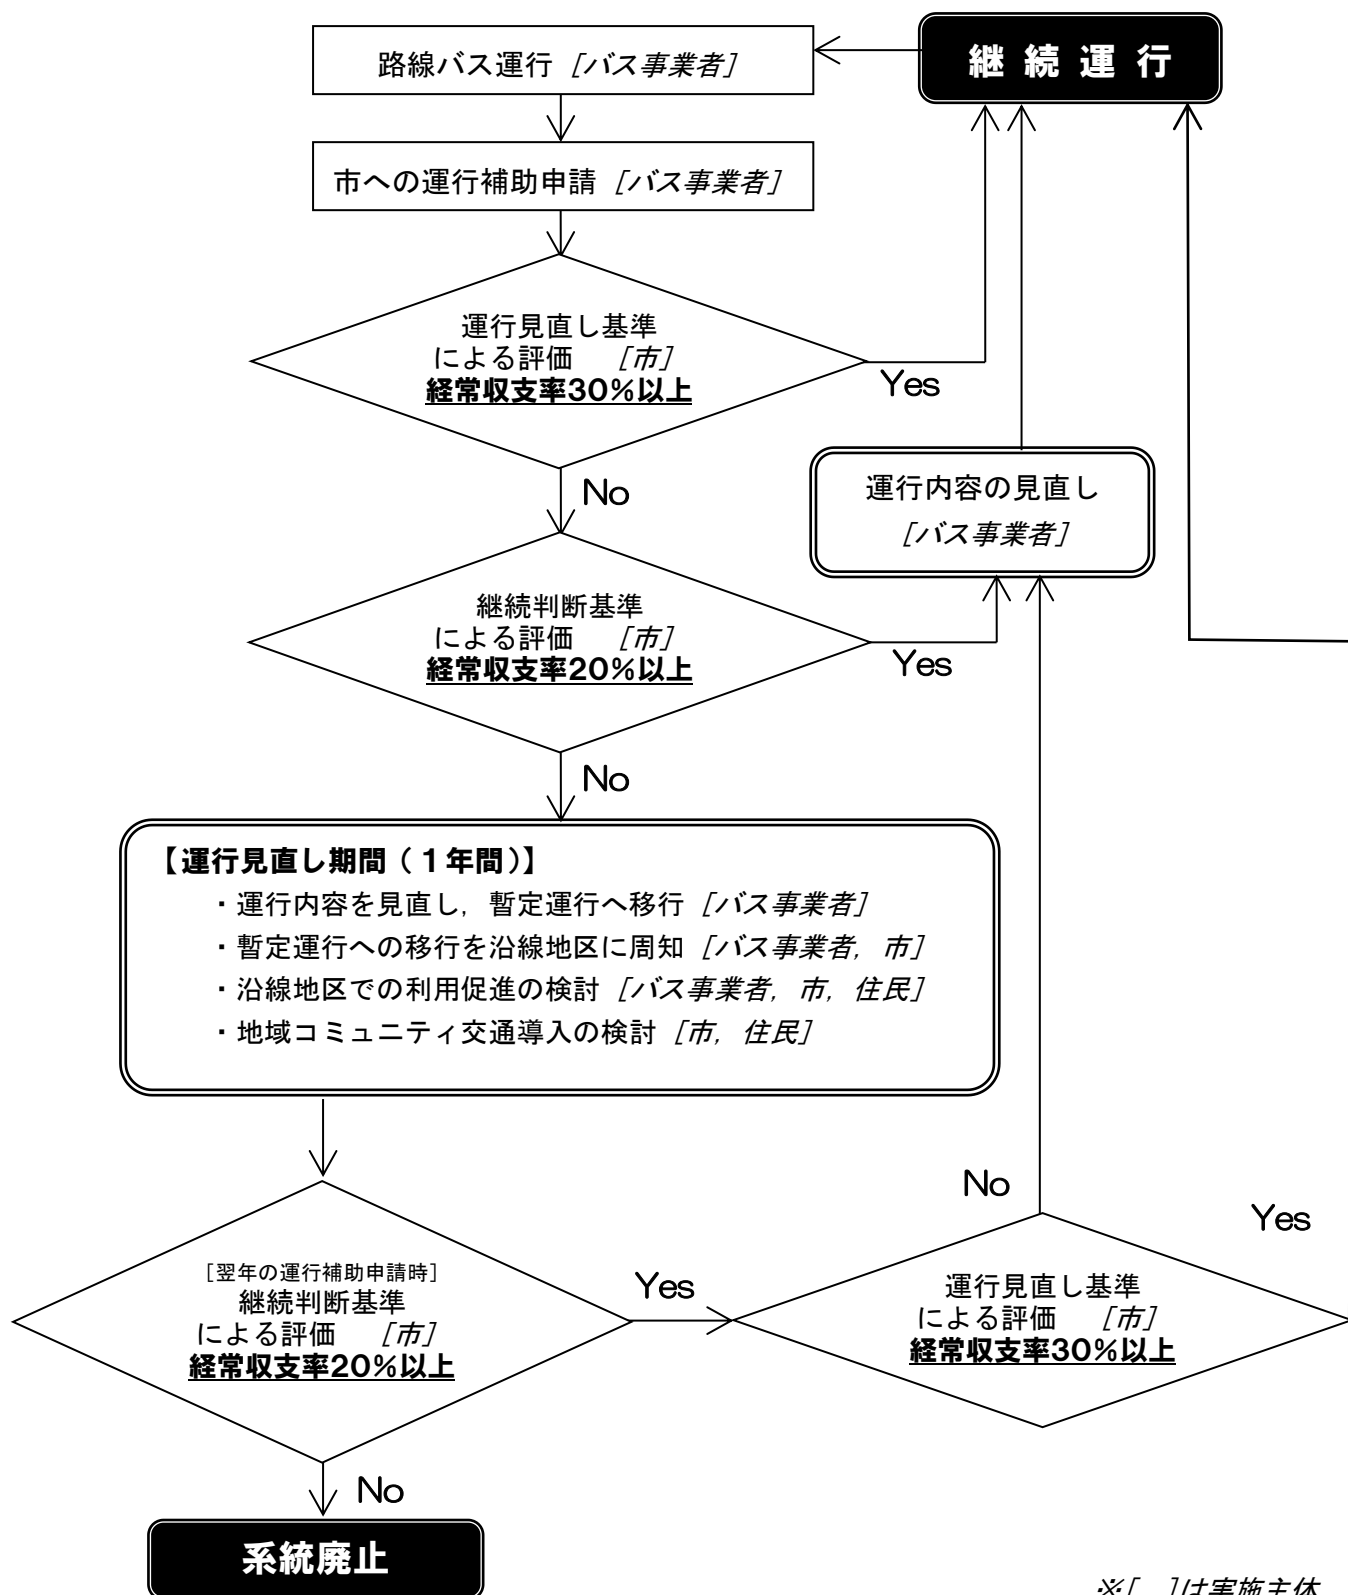 継続運行
路線バス運行 [バス事業者]
市への運行補助申請 [バス事業者]
運行見直し基準
による評価 [市]
経常収支率30%以上
Yes
No
運行内容の見直し
[バス事業者]
継続判断基準
による評価 [市]
経常収支率20%以上
Yes
No
【運行見直し期間(1年間)】
・運行内容を見直し，暫定運行へ移行 [バス事業者]
・暫定運行への移行を沿線地区に周知 [バス事業者，市]
・沿線地区での利用促進の検討 [バス事業者，市，住民]
・地域コミュニティ交通導入の検討 [市，住民]
[翌年の運行補助申請時]
継続判断基準
による評価 [市]
経常収支率20%以上
Yes
No
No
Yes
運行見直し基準
による評価 [市]
経常収支率30%以上
系統廃止
※[ ]は実施主体